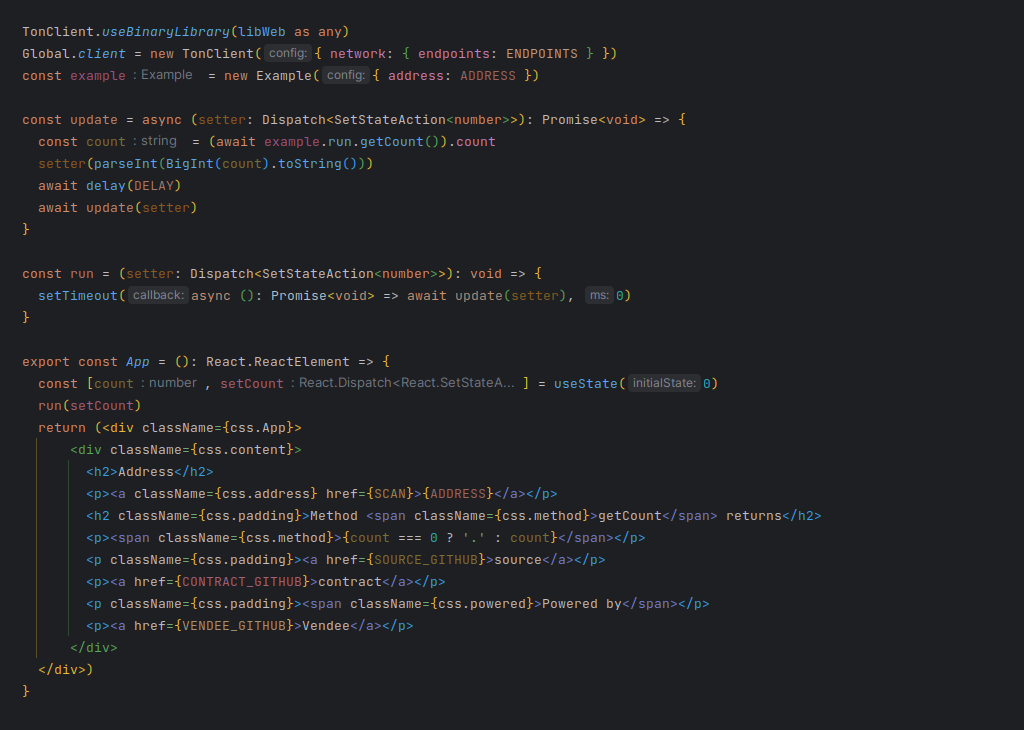 TonClient.useBinaryLibrary(libWeb as any)
Global.client = new TonClient( config: { network: { endpoints: ENDPOINTS } })
const example : Example = new Example( config: { address: ADDRESS })

const update = async (setter: Dispatch<SetStateAction<number>>): Promise<void> => {
  const count : string = (await example.run.getCount()).count
  setter(parseInt(BigInt(count).toString()))
  await delay(DELAY)
  await update(setter)
}

const run = (setter: Dispatch<SetStateAction<number>>): void => {
  setTimeout( callback: async (): Promise<void> => await update(setter), ms: 0)
}

export const App = (): React.ReactElement => {
  const [count : number , setCount : React.Dispatch<React.SetStateA... ] = useState( initialState: 0)
  run(setCount)
  return (<div className={css.App}>
      <div className={css.content}>
        <h2>Address</h2>
        <p><a className={css.address} href={SCAN}>{ADDRESS}</a></p>
        <h2 className={css.padding}>Method <span className={css.method}>getCount</span> returns</h2>
        <p><span className={css.method}>{count === 0 ? '.' : count}</span></p>
        <p className={css.padding}><a href={SOURCE_GITHUB}>source</a></p>
        <p><a href={CONTRACT_GITHUB}>contract</a></p>
        <p className={css.padding}><span className={css.powered}>Powered by</span></p>
        <p><a href={VENDEE_GITHUB}>Vendee</a></p>
      </div>
  </div>)
}